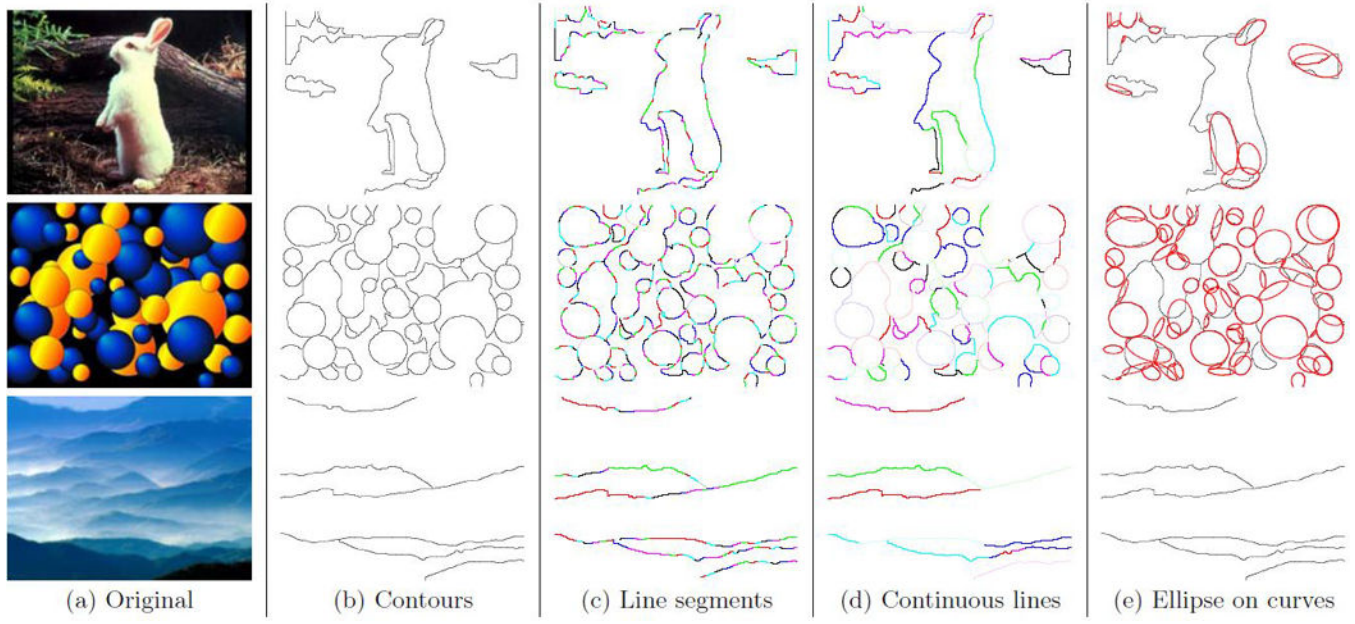 (a) Original
(b) Contours
(c) Line segments
(d) Continuous lines
(e) Ellipse on curves